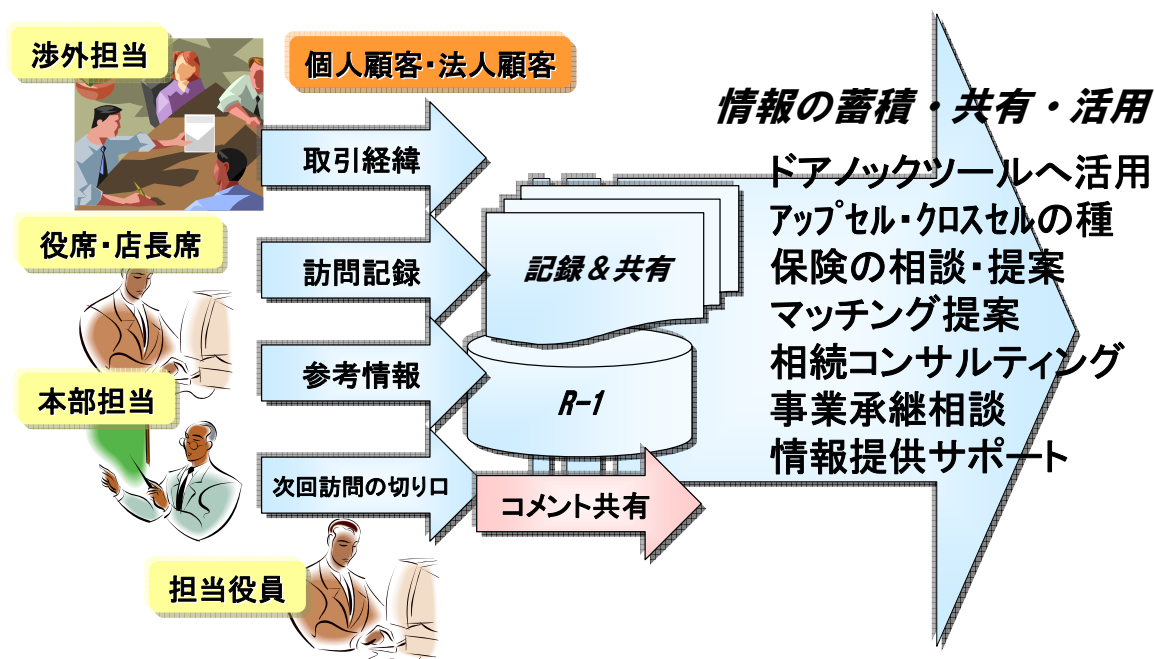 渉外担当
個人顧客・法人顧客
取引経緯
役席・店長席
訪問記録
参考情報
本部担当
次回訪問の切り口
担当役員
記録＆共有
R-1
コメント共有
情報の蓄積・共有・活用
ドアノックツールへ活用
アップセル・クロスセルの種
保険の相談・提案
マッチング提案
相続コンサルティング
事業承継相談
情報提供サポート